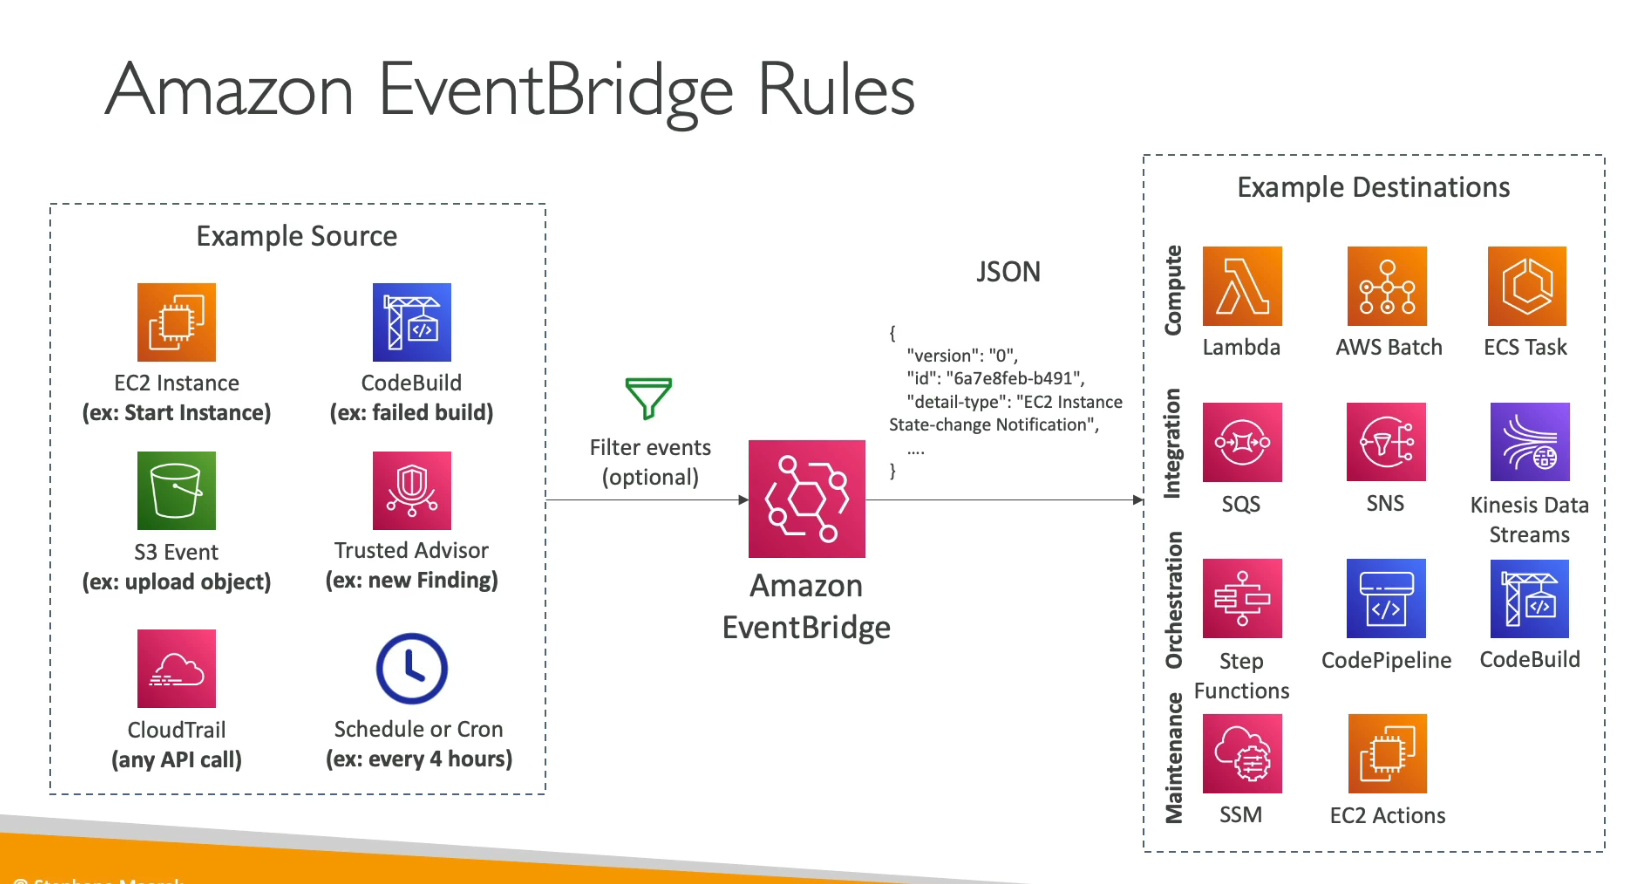 Amazon EventBridge Rules
Example Source
EC2 Instance
(ex: Start Instance)
CodeBuild
(ex: failed build)
S3 Event
(ex: upload object)
Trusted Advisor
(ex: new Finding)
CloudTrail
(any API call)
Schedule or Cron
(ex: every 4 hours)
Filter events
(optional)
Amazon
EventBridge
JSON
{
"version": "0",
"id": "6a7e8feb-b491",
"detail-type": "EC2 Instance
State-change Notification",
....
}
Example Destinations
Compute
Lambda
AWS Batch
ECS Task
Integration
SQS
SNS
Kinesis Data
Streams
Orchestration
Step
Functions
CodePipeline
CodeBuild
Maintenance
SSM
EC2 Actions